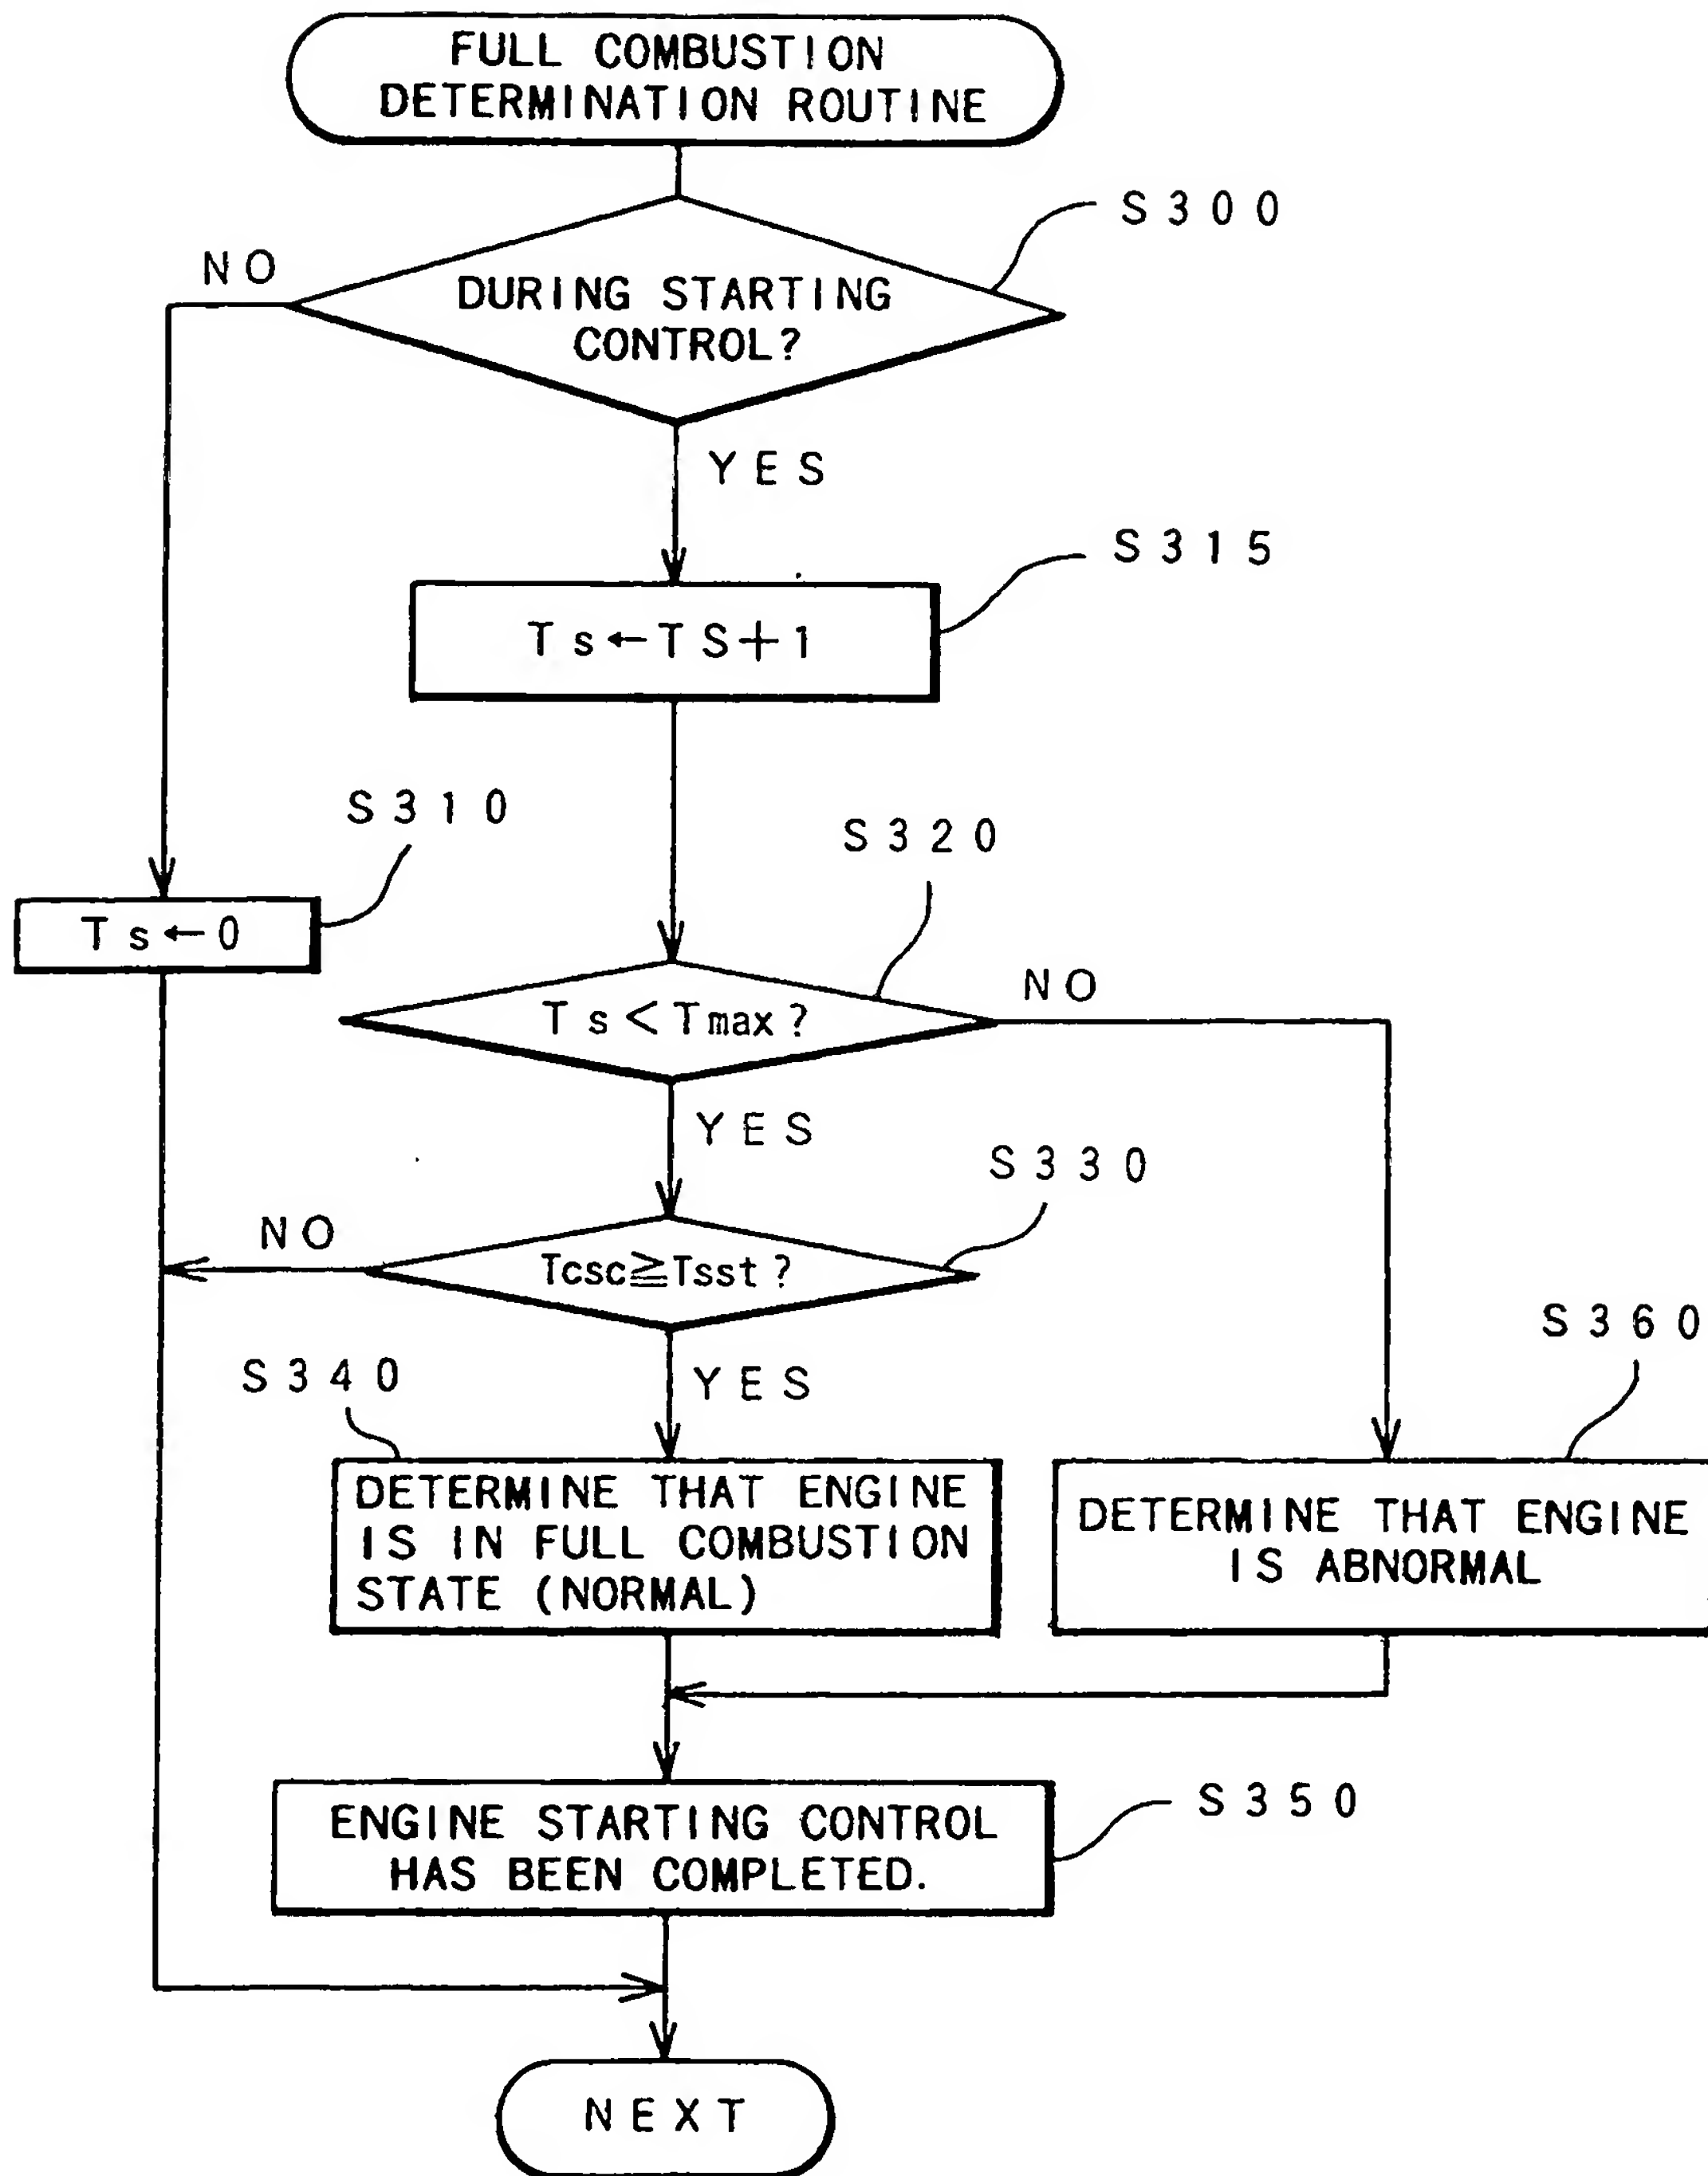 FULL COMBUSTION
DETERMINATION ROUTINE
S300
NO
DURING STARTING
CONTROL?
YES
S315
Ts←TS+1
S310
S320
Ts←0
NO
Ts<Tmax?
YES
S330
NO
Tcsc≧Tsst?
S360
S340
YES
DETERMINE THAT ENGINE
IS IN FULL COMBUSTION
STATE (NORMAL)
DETERMINE THAT ENGINE
IS ABNORMAL
S350
ENGINE STARTING CONTROL
HAS BEEN COMPLETED.
NEXT